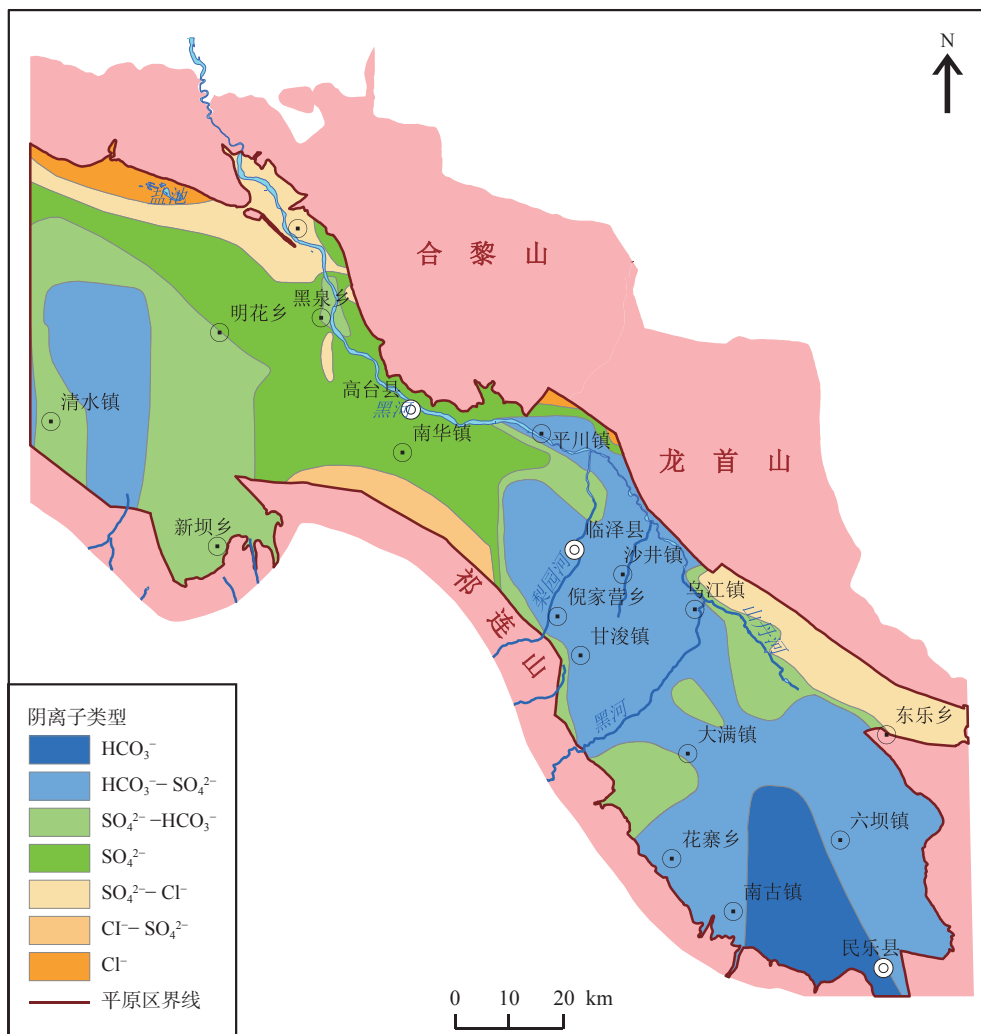 N
盐池
合黎山
黑泉乡
明花乡
高台县
黑河
清水镇
南华镇
平川镇
龙首山
新坝乡
临泽县
沙井镇
梨园河
倪家营乡
乌江镇
祁连山
甘浚镇
山丹河
黑河
东乐乡
大满镇
花寨乡
六坝镇
南古镇
民乐县
阴离子类型
HCO₃⁻
HCO₃⁻－SO₄²⁻
SO₄²⁻－HCO₃⁻
SO₄²⁻
SO₄²⁻－Cl⁻
Cl⁻－SO₄²⁻
Cl⁻
平原区界线
0 10 20 km